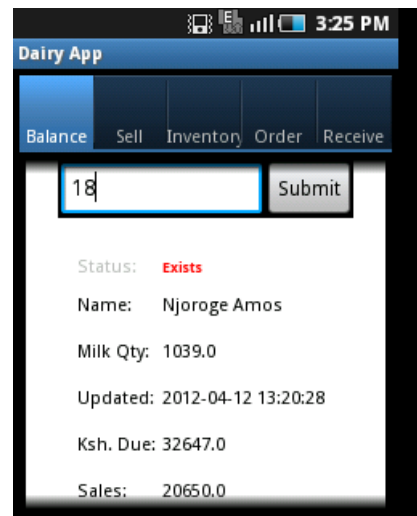 3:25 PM
Dairy App
Balance Sell Inventory Order Receive
18 Submit
Status: Exists
Name: Njoroge Amos
Milk Qty: 1039.0
Updated: 2012-04-12 13:20:28
Ksh. Due: 32647.0
Sales: 20650.0